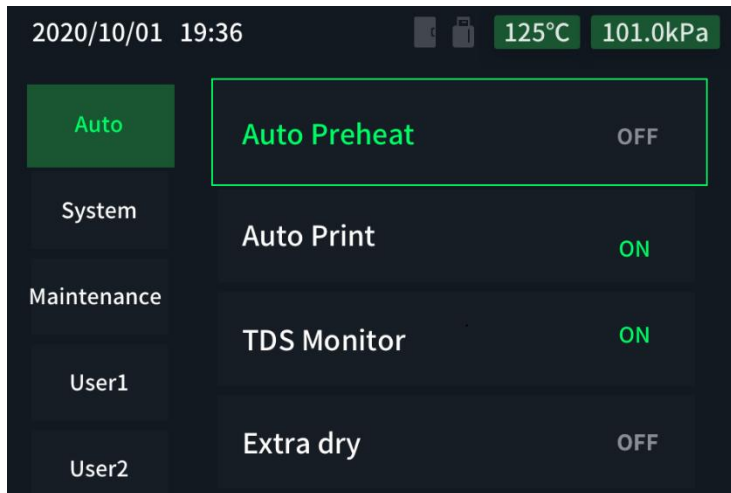 2020/10/01 19:36 125°C 101.0kPa
Auto
System
Maintenance
User1
User2
Auto Preheat OFF
Auto Print ON
TDS Monitor ON
Extra dry OFF